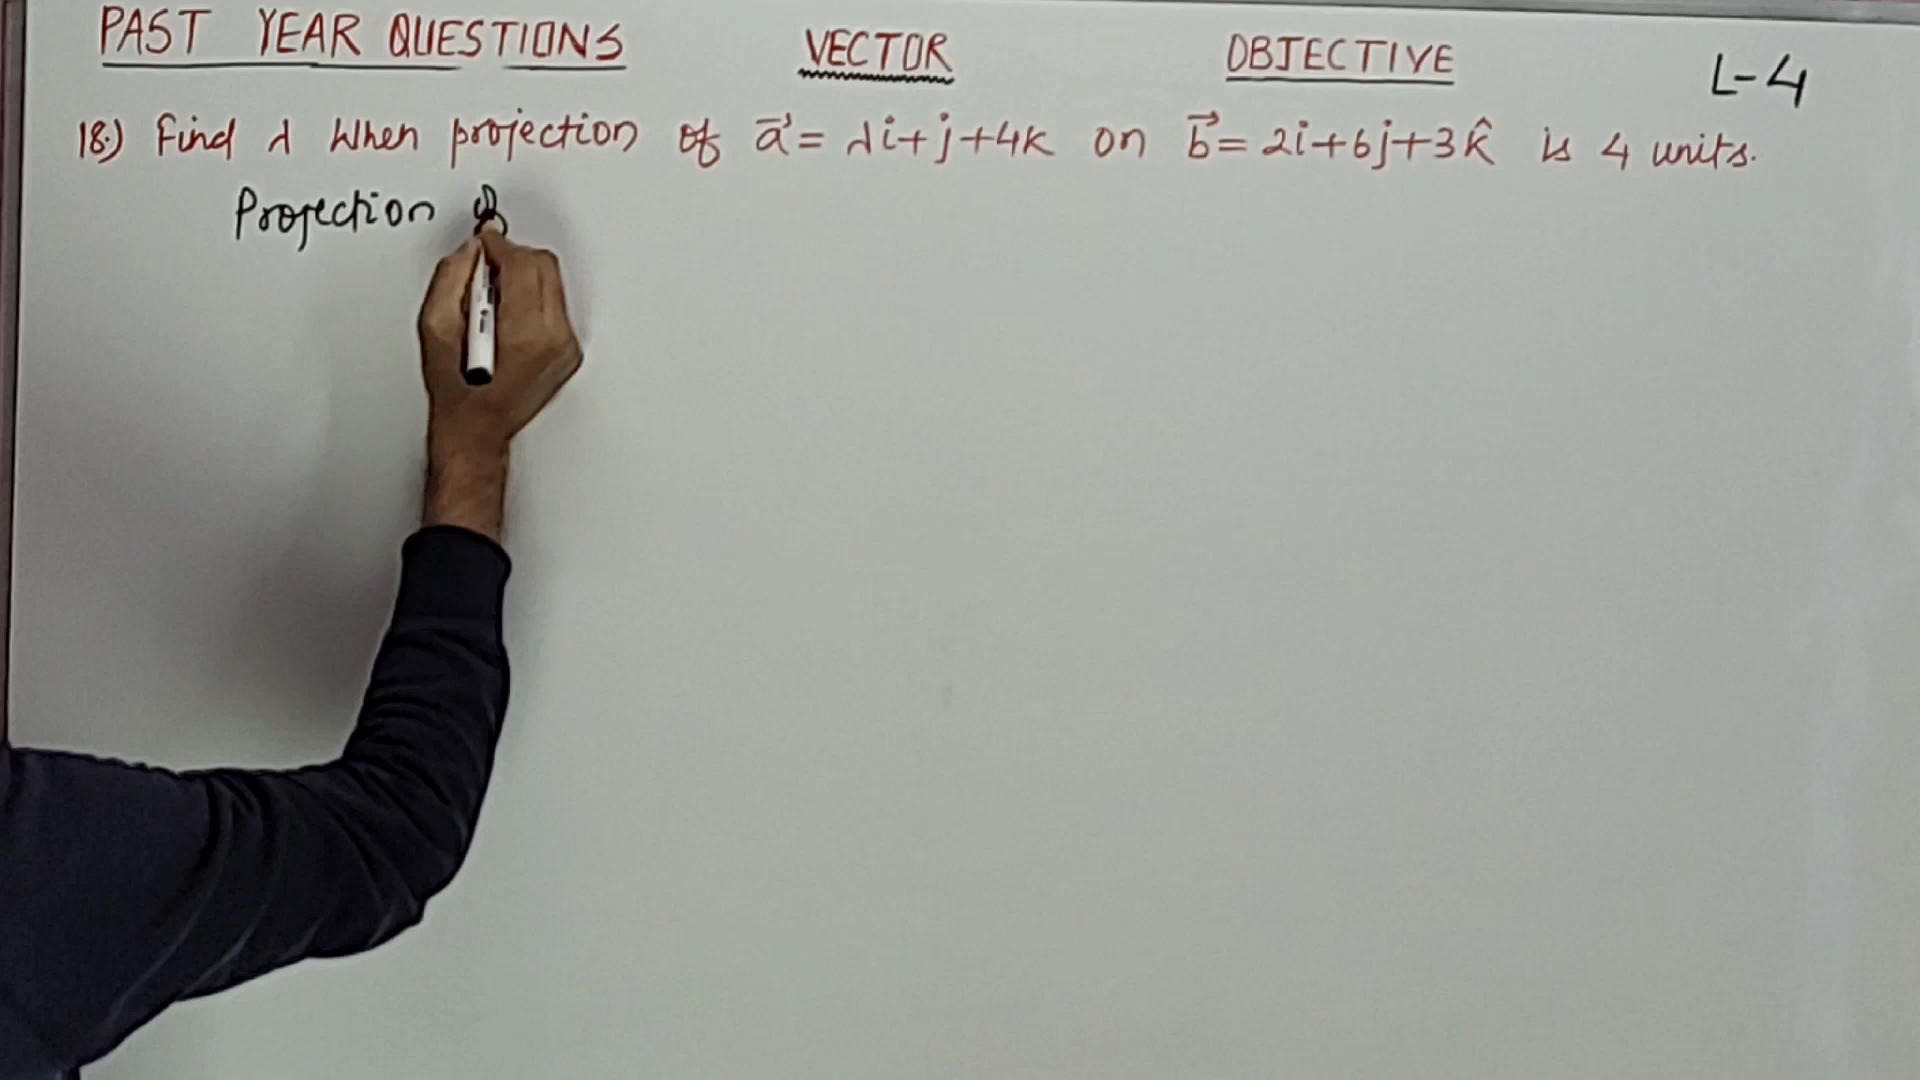 PAST YEAR QUESTIONS VECTOR OBJECTIVE L-4
18.) Find λ when projection of a⃗ = λi+j+4k on b⃗ = 2i+6j+3k̂ is 4 units.
Projection